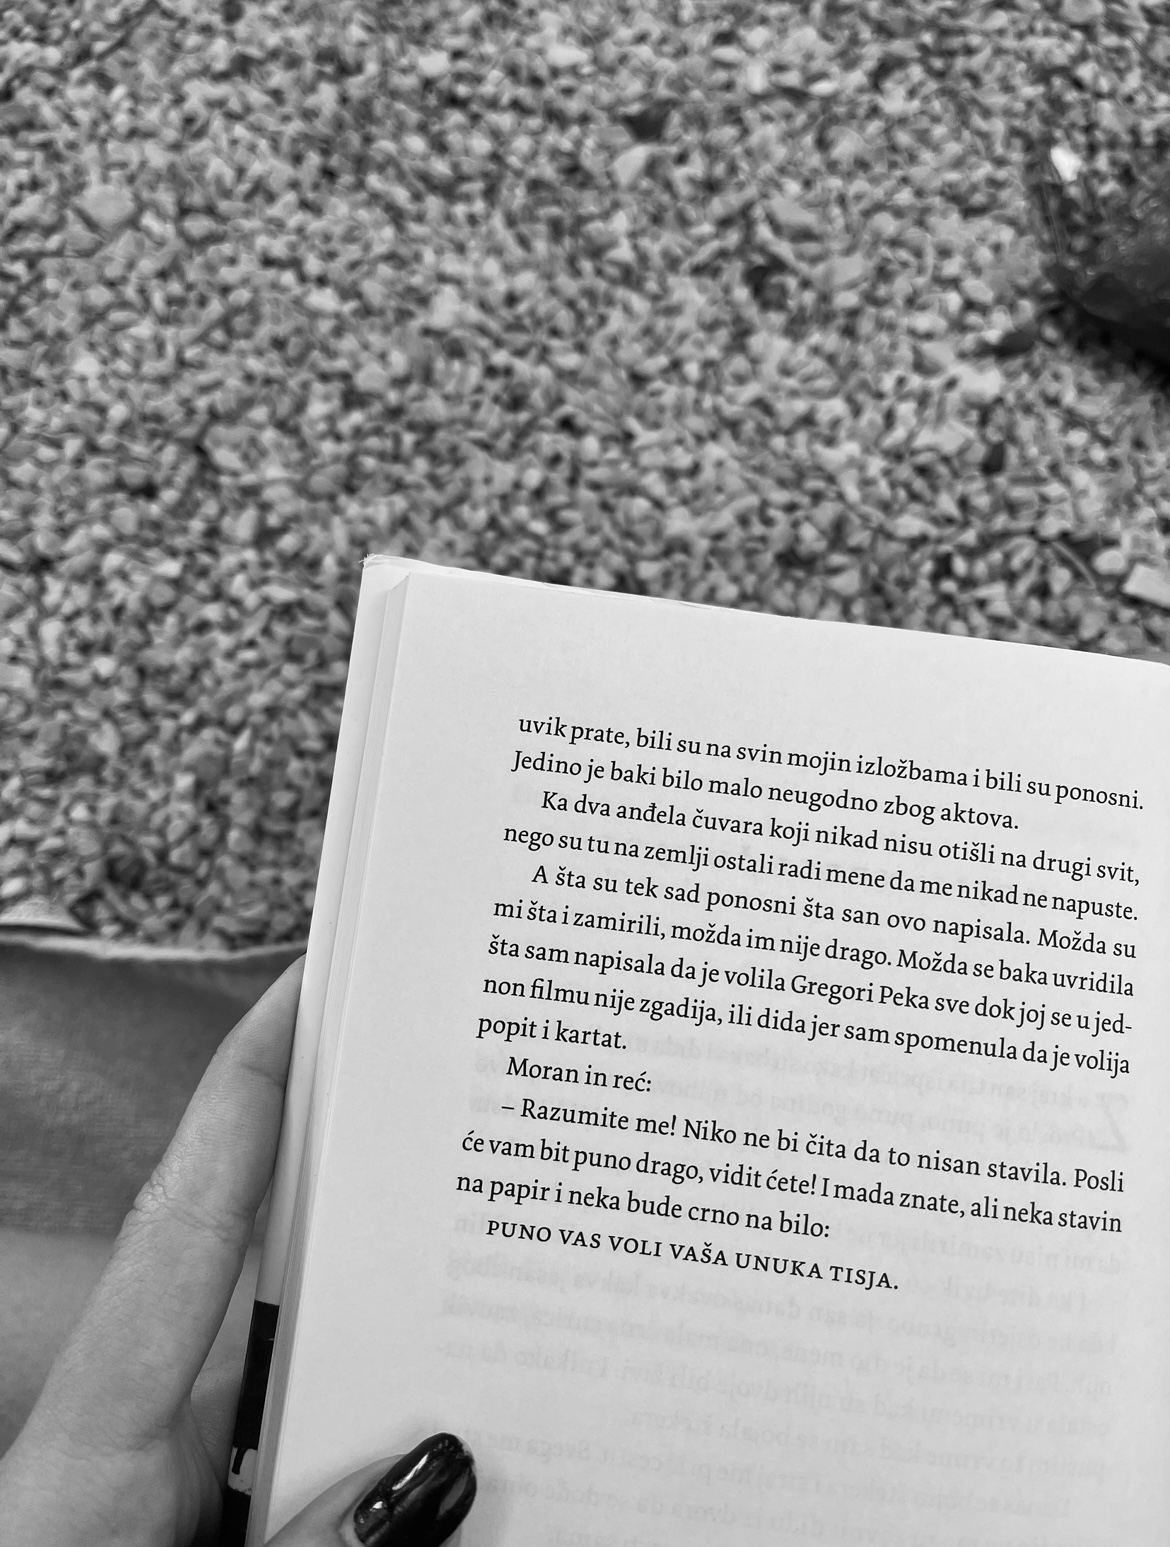 uvik prate, bili su na svin mojin izložbama i bili su ponosni.
Jedino je baki bilo malo neugodno zbog aktova.
Ka dva anđela čuvara koji nikad nisu otišli na drugi svit,
nego su tu na zemlji ostali radi mene da me nikad ne napuste.
A šta su tek sad ponosni šta san ovo napisala. Možda su
mi šta i zamirili, možda im nije drago. Možda se baka uvridila
šta sam napisala da je volila Gregori Peka sve dok joj se u jed-
non filmu nije zgadija, ili dida jer sam spomenula da je volija
popit i kartat.
Moran in reć:
– Razumite me! Niko ne bi čita da to nisan stavila. Posli
će vam bit puno drago, vidit ćete! I mada znate, ali neka stavin
na papir i neka bude crno na bilo:
PUNO VAS VOLI VAŠA UNUKA TISJA.